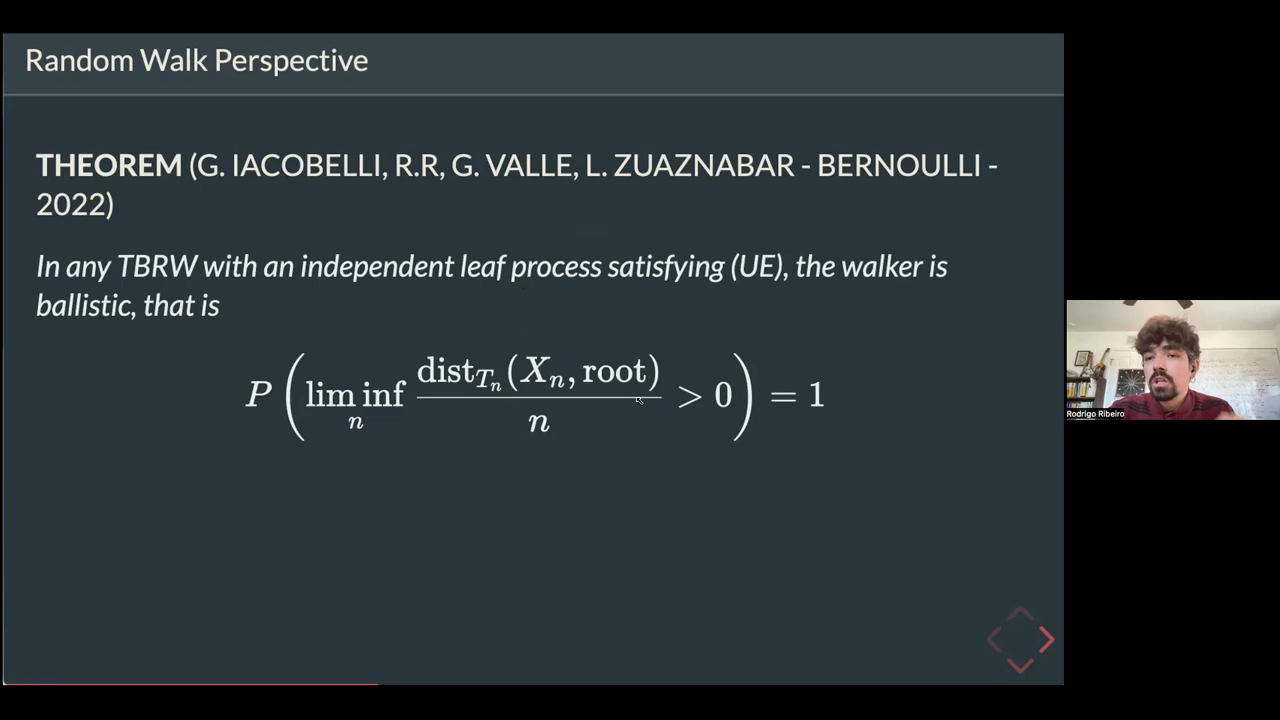 Random Walk Perspective
THEOREM (G. IACOBELLI, R.R, G. VALLE, L. ZUAZNABAR - BERNOULLI -
2022)
In any TBRW with an independent leaf process satisfying (UE), the walker is
ballistic, that is
P ( lim inf_n dist_{T_n}(X_n, root) / n > 0 ) = 1
Rodrigo Ribeiro